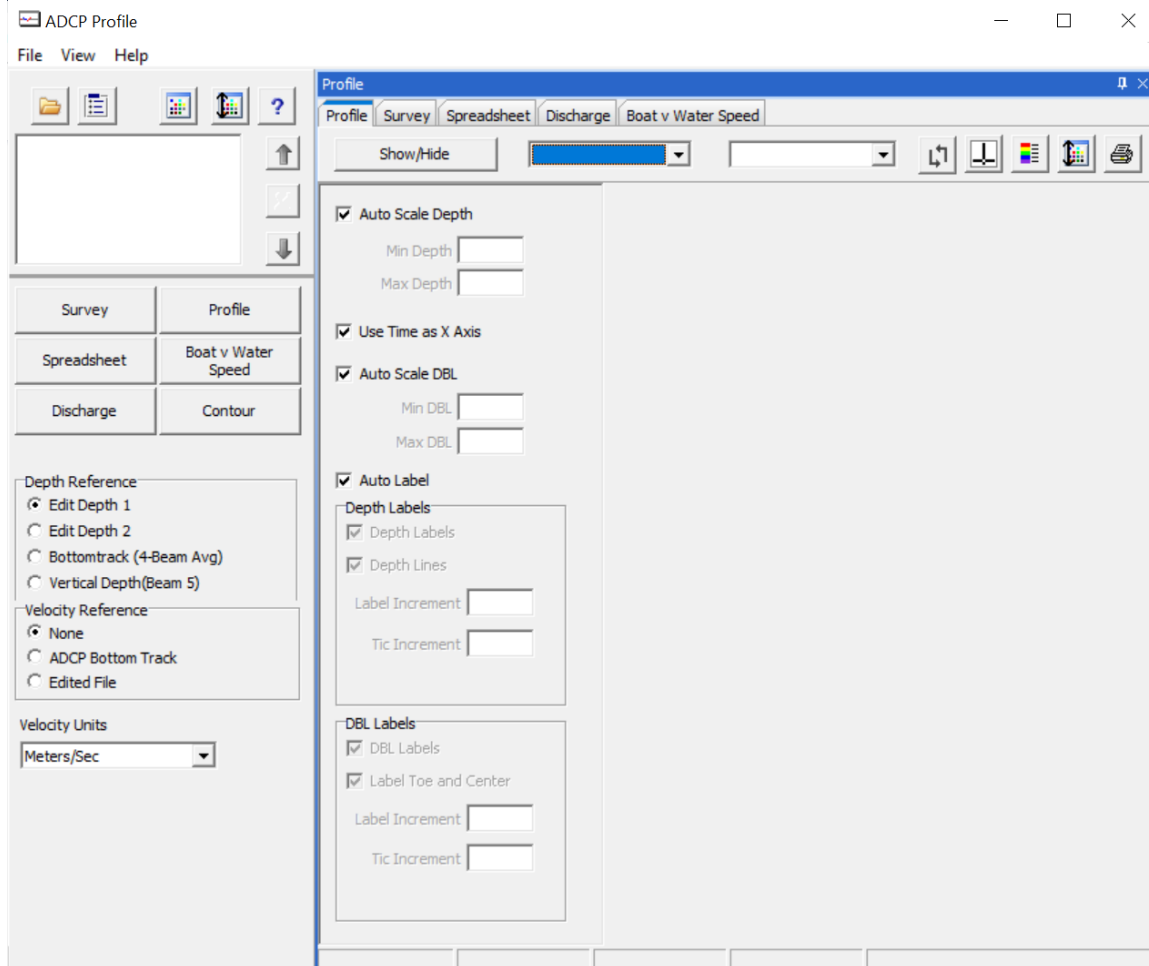 ADCP Profile
File View Help
?
Profile
Profile Survey Spreadsheet Discharge Boat v Water Speed
Show/Hide
Auto Scale Depth
Min Depth
Max Depth
Use Time as X Axis
Auto Scale DBL
Min DBL
Max DBL
Auto Label
Depth Labels
Depth Labels
Depth Lines
Label Increment
Tic Increment
DBL Labels
DBL Labels
Label Toe and Center
Label Increment
Tic Increment
Survey Profile
Spreadsheet Boat v Water
Speed
Discharge Contour
Depth Reference
Edit Depth 1
Edit Depth 2
Bottomtrack (4-Beam Avg)
Vertical Depth(Beam 5)
Velocity Reference
None
ADCP Bottom Track
Edited File
Velocity Units
Meters/Sec